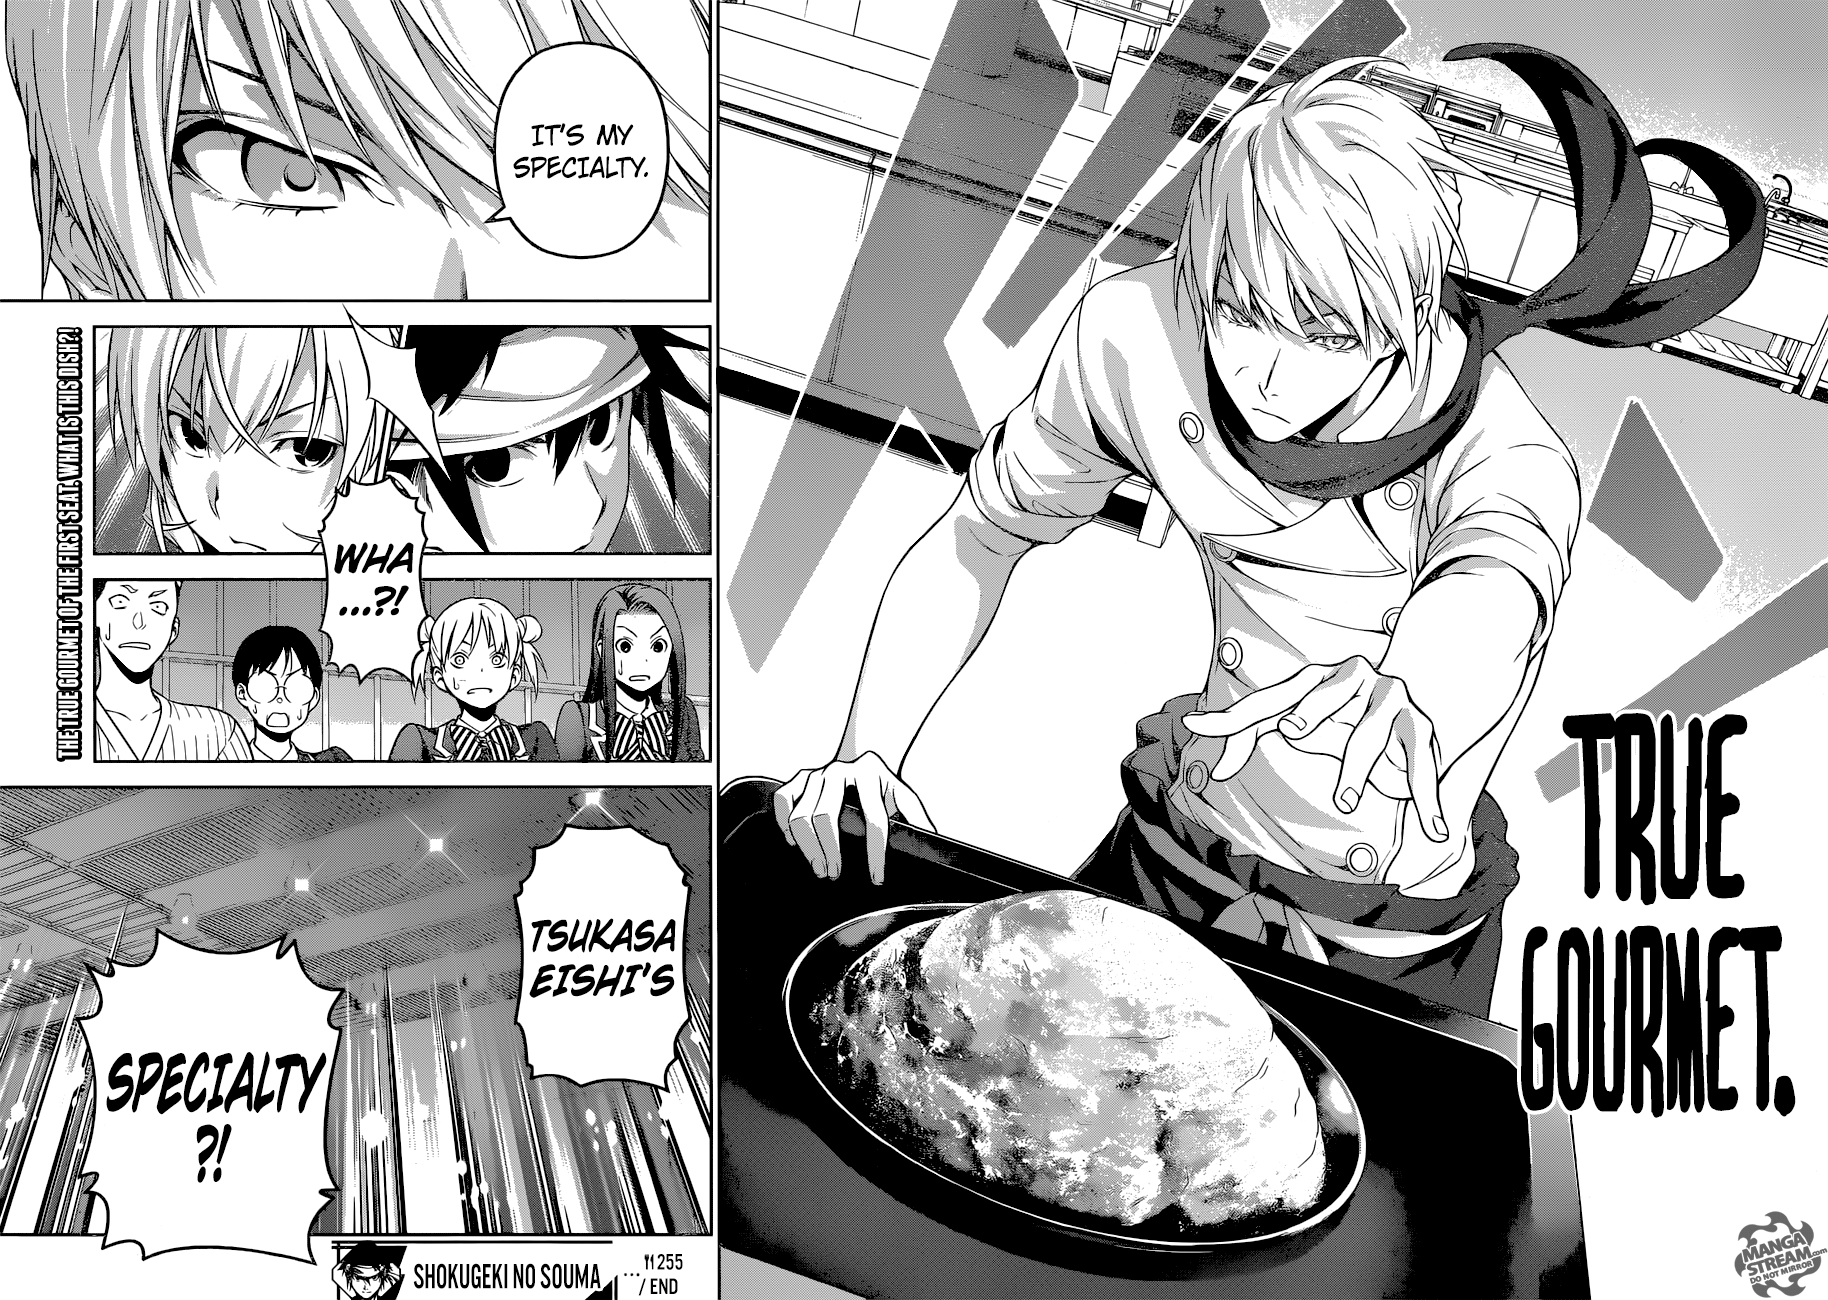 TRUE
GOURMET.
IT'S MY
SPECIALTY.
WHA
...?!
TSUKASA
EISHI'S
SPECIALTY
?!
THE TRUE GOURMET OF THE FIRST SEAT. WHAT IS THIS DISH?!
SHOKUGEKI NO SOUMA
...
255
/ END
MANGA
STREAM.com
DO NOT MIRROR